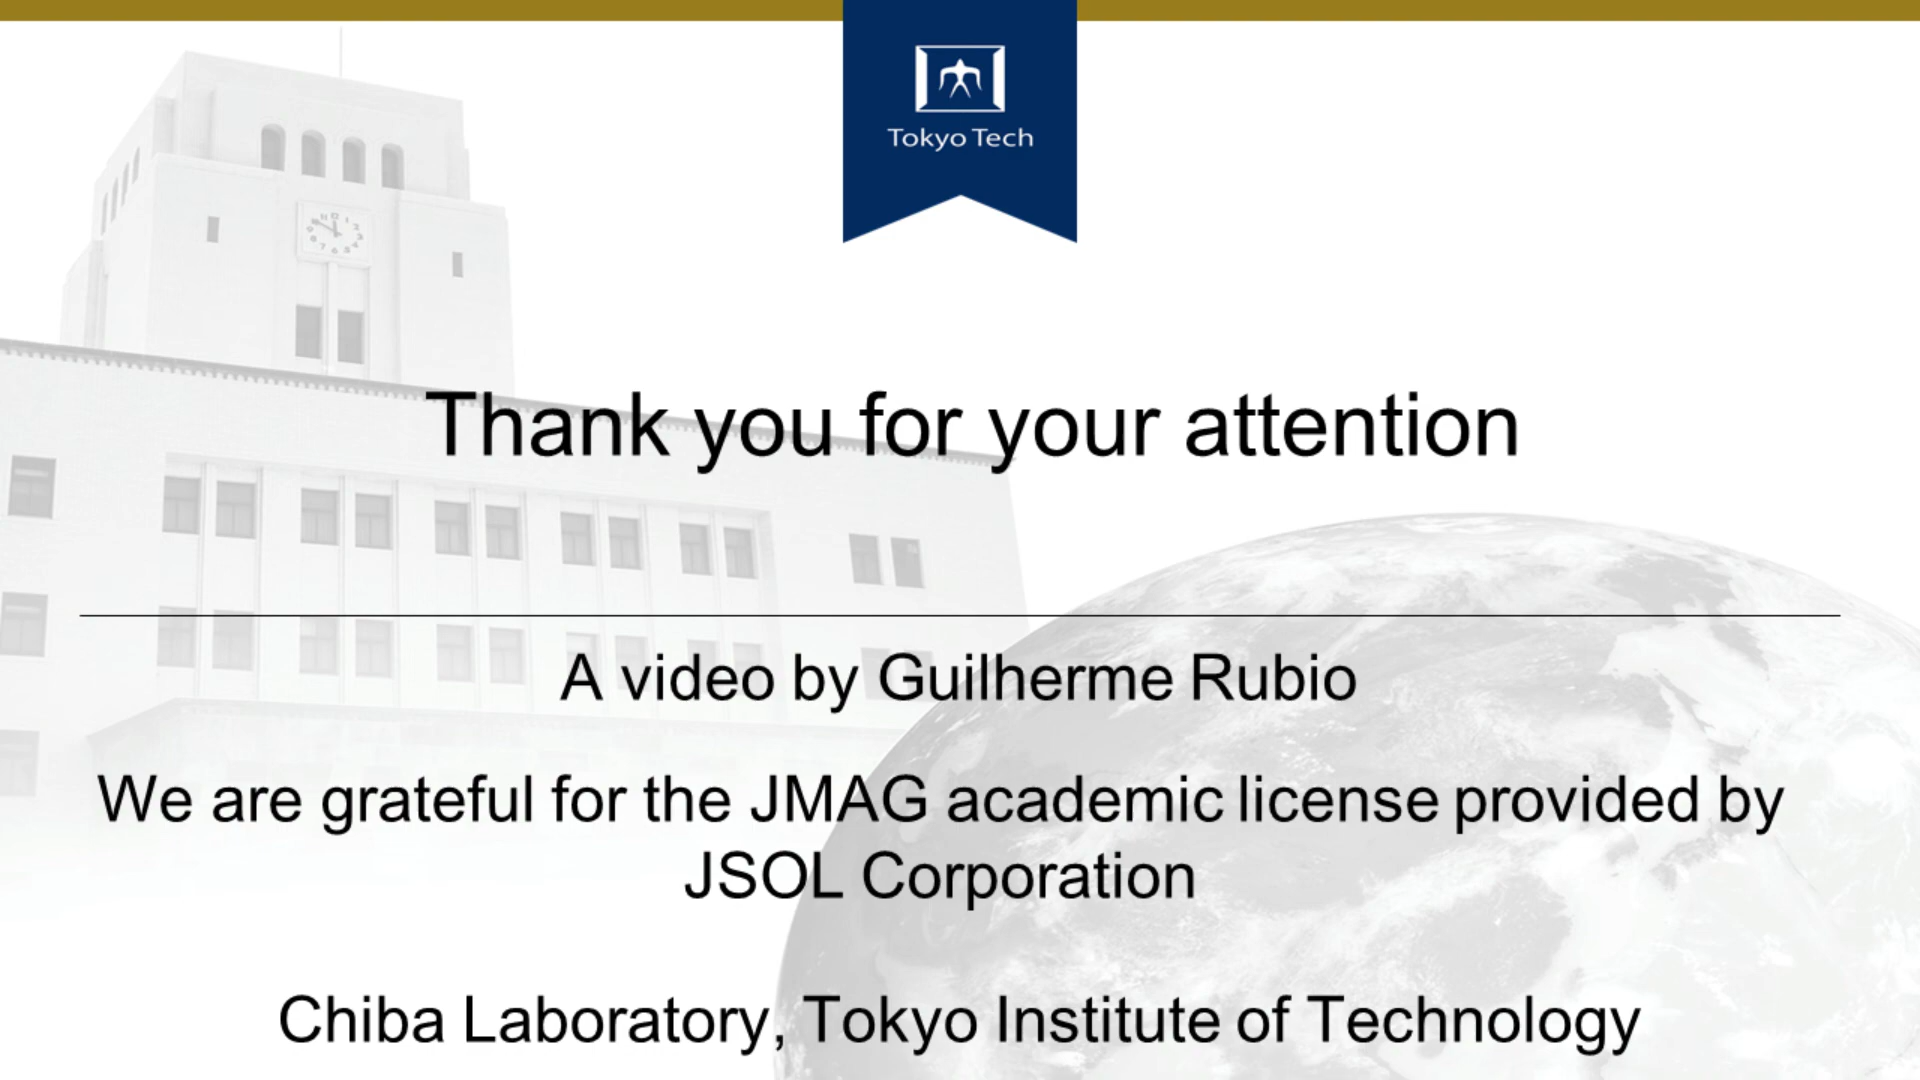 Tokyo Tech
Thank you for your attention
A video by Guilherme Rubio
We are grateful for the JMAG academic license provided by
JSOL Corporation
Chiba Laboratory, Tokyo Institute of Technology